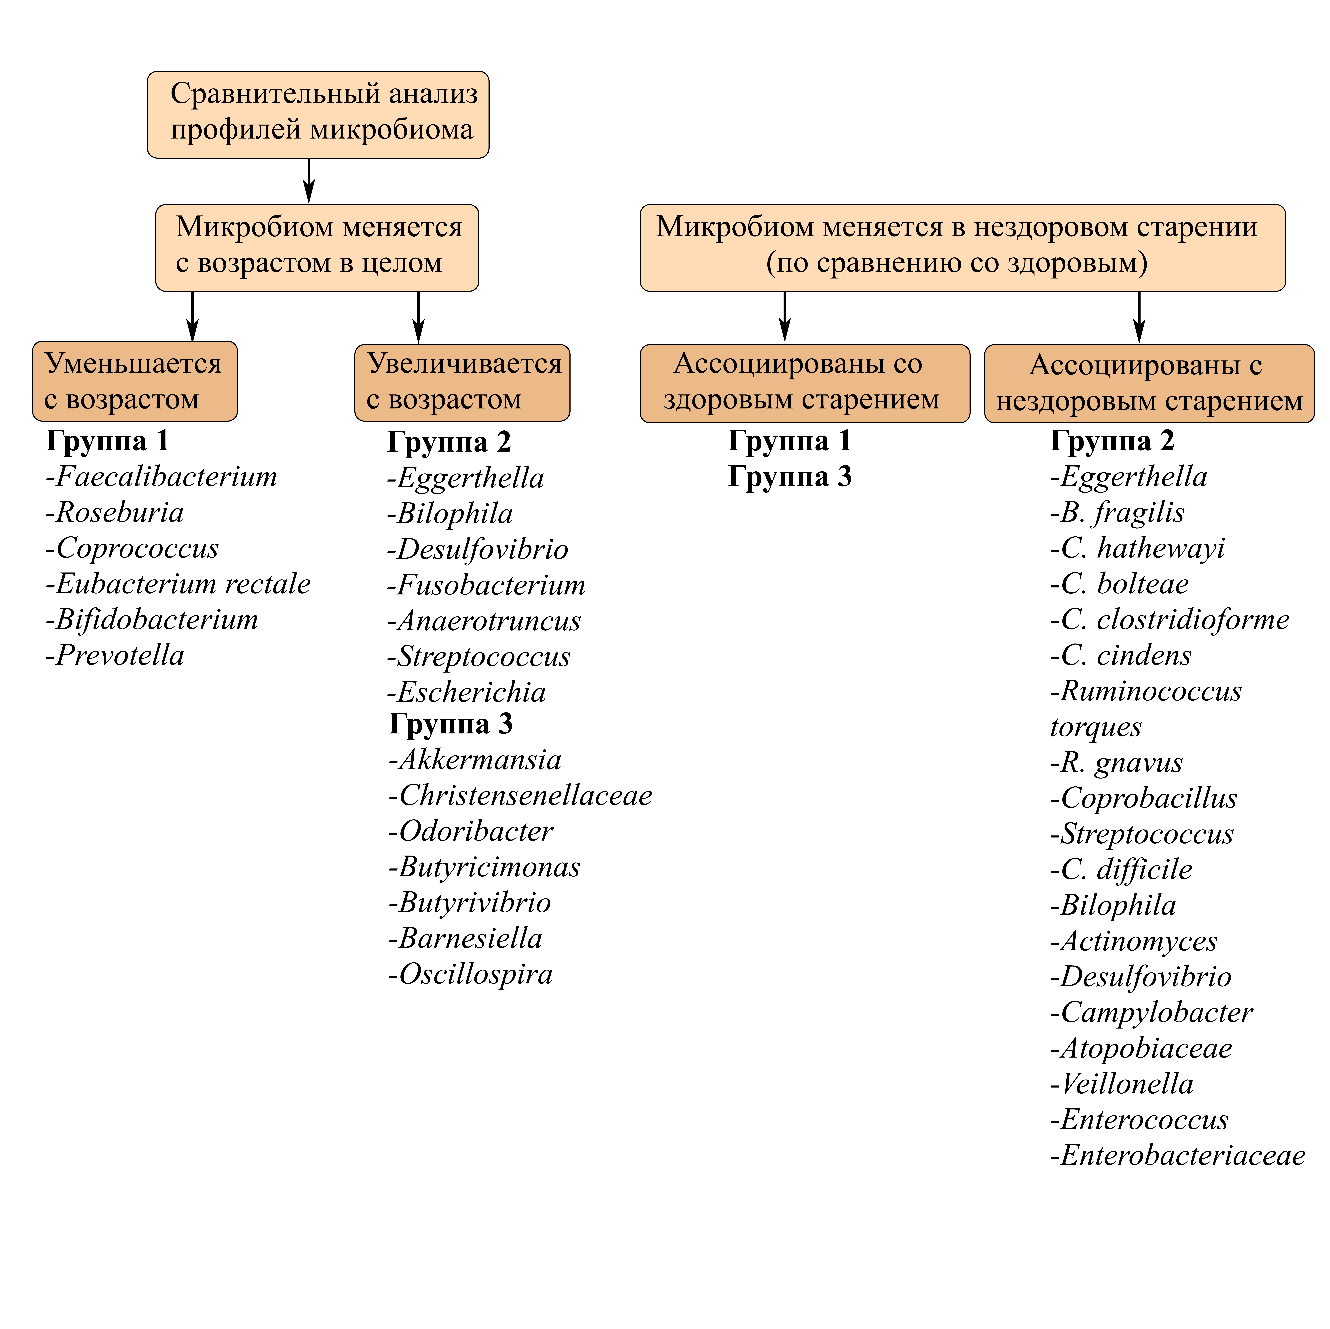 Сравнительный анализ
профилей микробиома
Микробиом меняется
с возрастом в целом
Уменьшается
с возрастом
Группа 1
-Faecalibacterium
-Roseburia
-Coprococcus
-Eubacterium rectale
-Bifidobacterium
-Prevotella
Увеличивается
с возрастом
Группа 2
-Eggerthella
-Bilophila
-Desulfovibrio
-Fusobacterium
-Anaerotruncus
-Streptococcus
-Escherichia
Группа 3
-Akkermansia
-Christensenellaceae
-Odoribacter
-Butyricimonas
-Butyrivibrio
-Barnesiella
-Oscillospira
Микробиом меняется в нездоровом старении
(по сравнению со здоровым)
Ассоциированы со
здоровым старением
Группа 1
Группа 3
Ассоциированы с
нездоровым старением
Группа 2
-Eggerthella
-B. fragilis
-C. hathewayi
-C. bolteae
-C. clostridioforme
-C. cindens
-Ruminococcus
torques
-R. gnavus
-Coprobacillus
-Streptococcus
-C. difficile
-Bilophila
-Actinomyces
-Desulfovibrio
-Campylobacter
-Atopobiaceae
-Veillonella
-Enterococcus
-Enterobacteriaceae